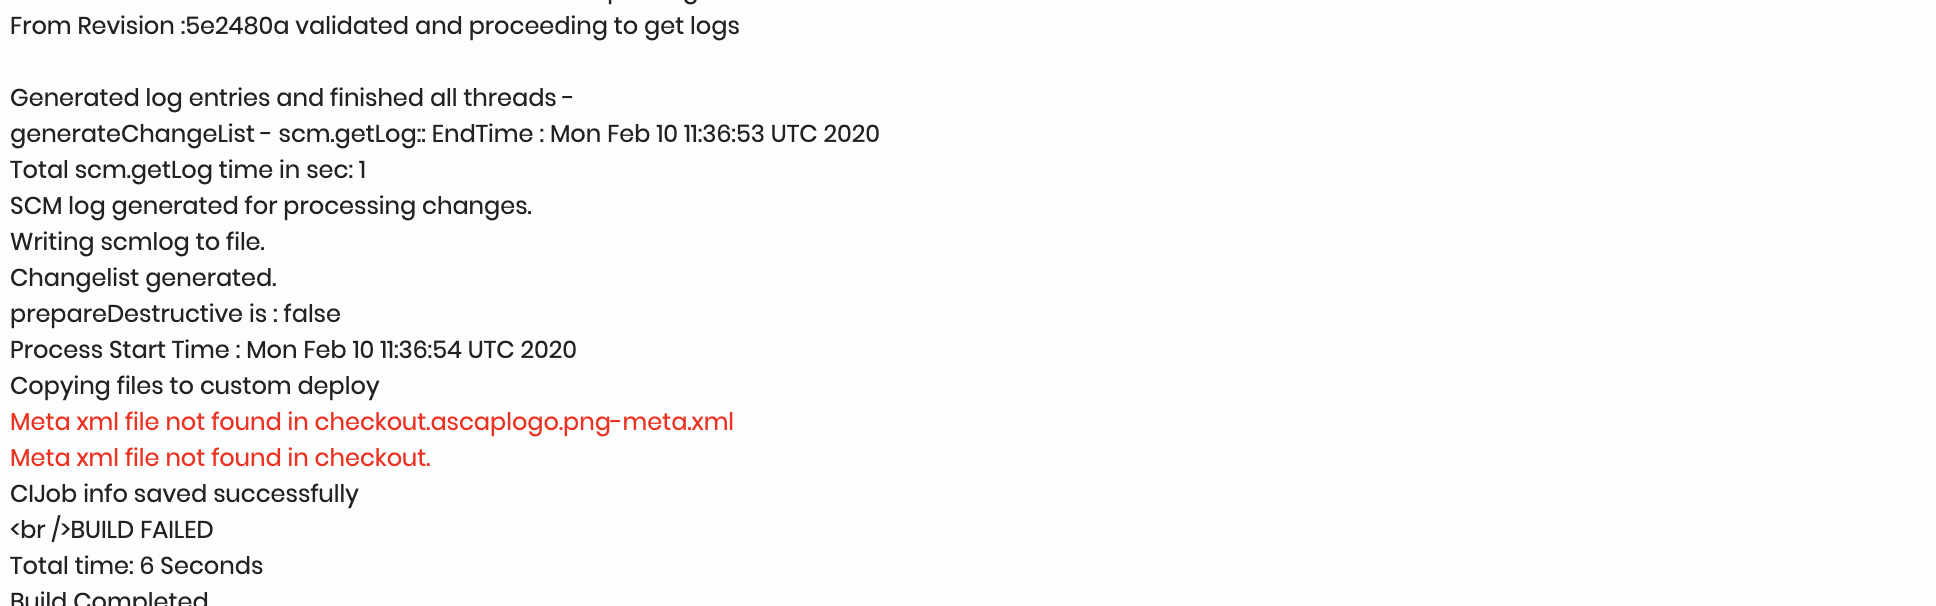 From Revision :5e2480a validated and proceeding to get logs
Generated log entries and finished all threads -
generateChangeList - scm.getLog:: EndTime : Mon Feb 10 11:36:53 UTC 2020
Total scm.getLog time in sec: 1
SCM log generated for processing changes.
Writing scmlog to file.
Changelist generated.
prepareDestructive is : false
Process Start Time : Mon Feb 10 11:36:54 UTC 2020
Copying files to custom deploy
Meta xml file not found in checkout.ascaplogo.png-meta.xml
Meta xml file not found in checkout.
CIJob info saved successfully
<br />BUILD FAILED
Total time: 6 Seconds
Build Completed